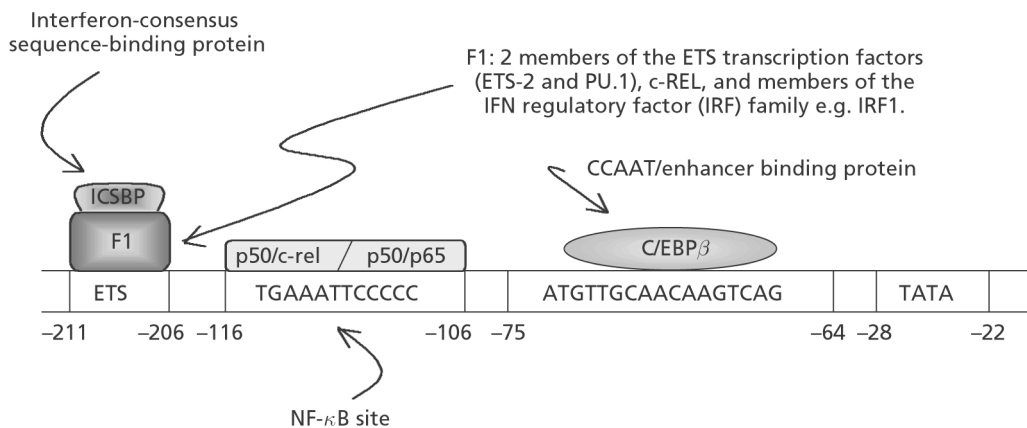 Interferon-consensus
sequence-binding protein
F1: 2 members of the ETS transcription factors
(ETS-2 and PU.1), c-REL, and members of the
IFN regulatory factor (IRF) family e.g. IRF1.
CCAAT/enhancer binding protein
ICSBP
F1
p50/c-rel / p50/p65
C/EBPβ
ETS
TGAAATTCCCCC
ATGTTGCAACAAGTCAG
TATA
–211 –206 –116 –106 –75 –64 –28 –22
NF-κB site